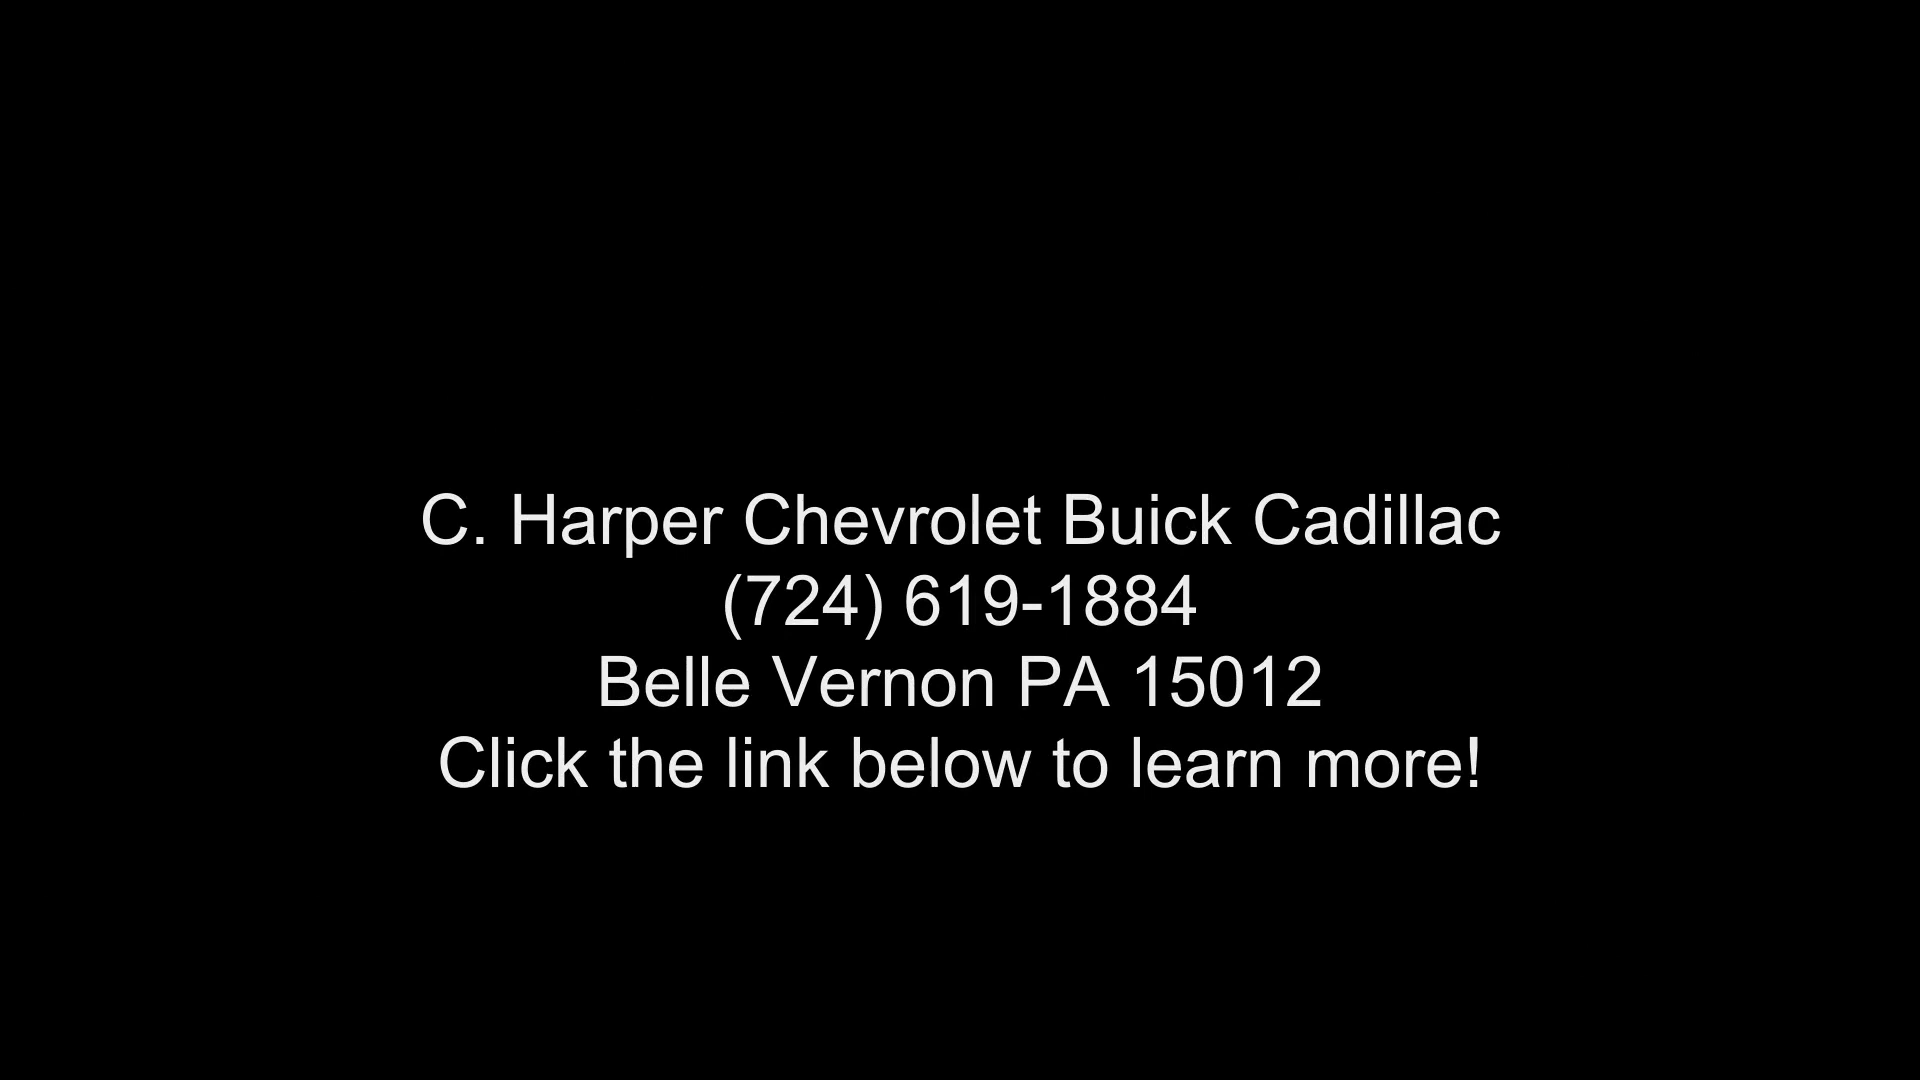 C. Harper Chevrolet Buick Cadillac
(724) 619-1884
Belle Vernon PA 15012
Click the link below to learn more!